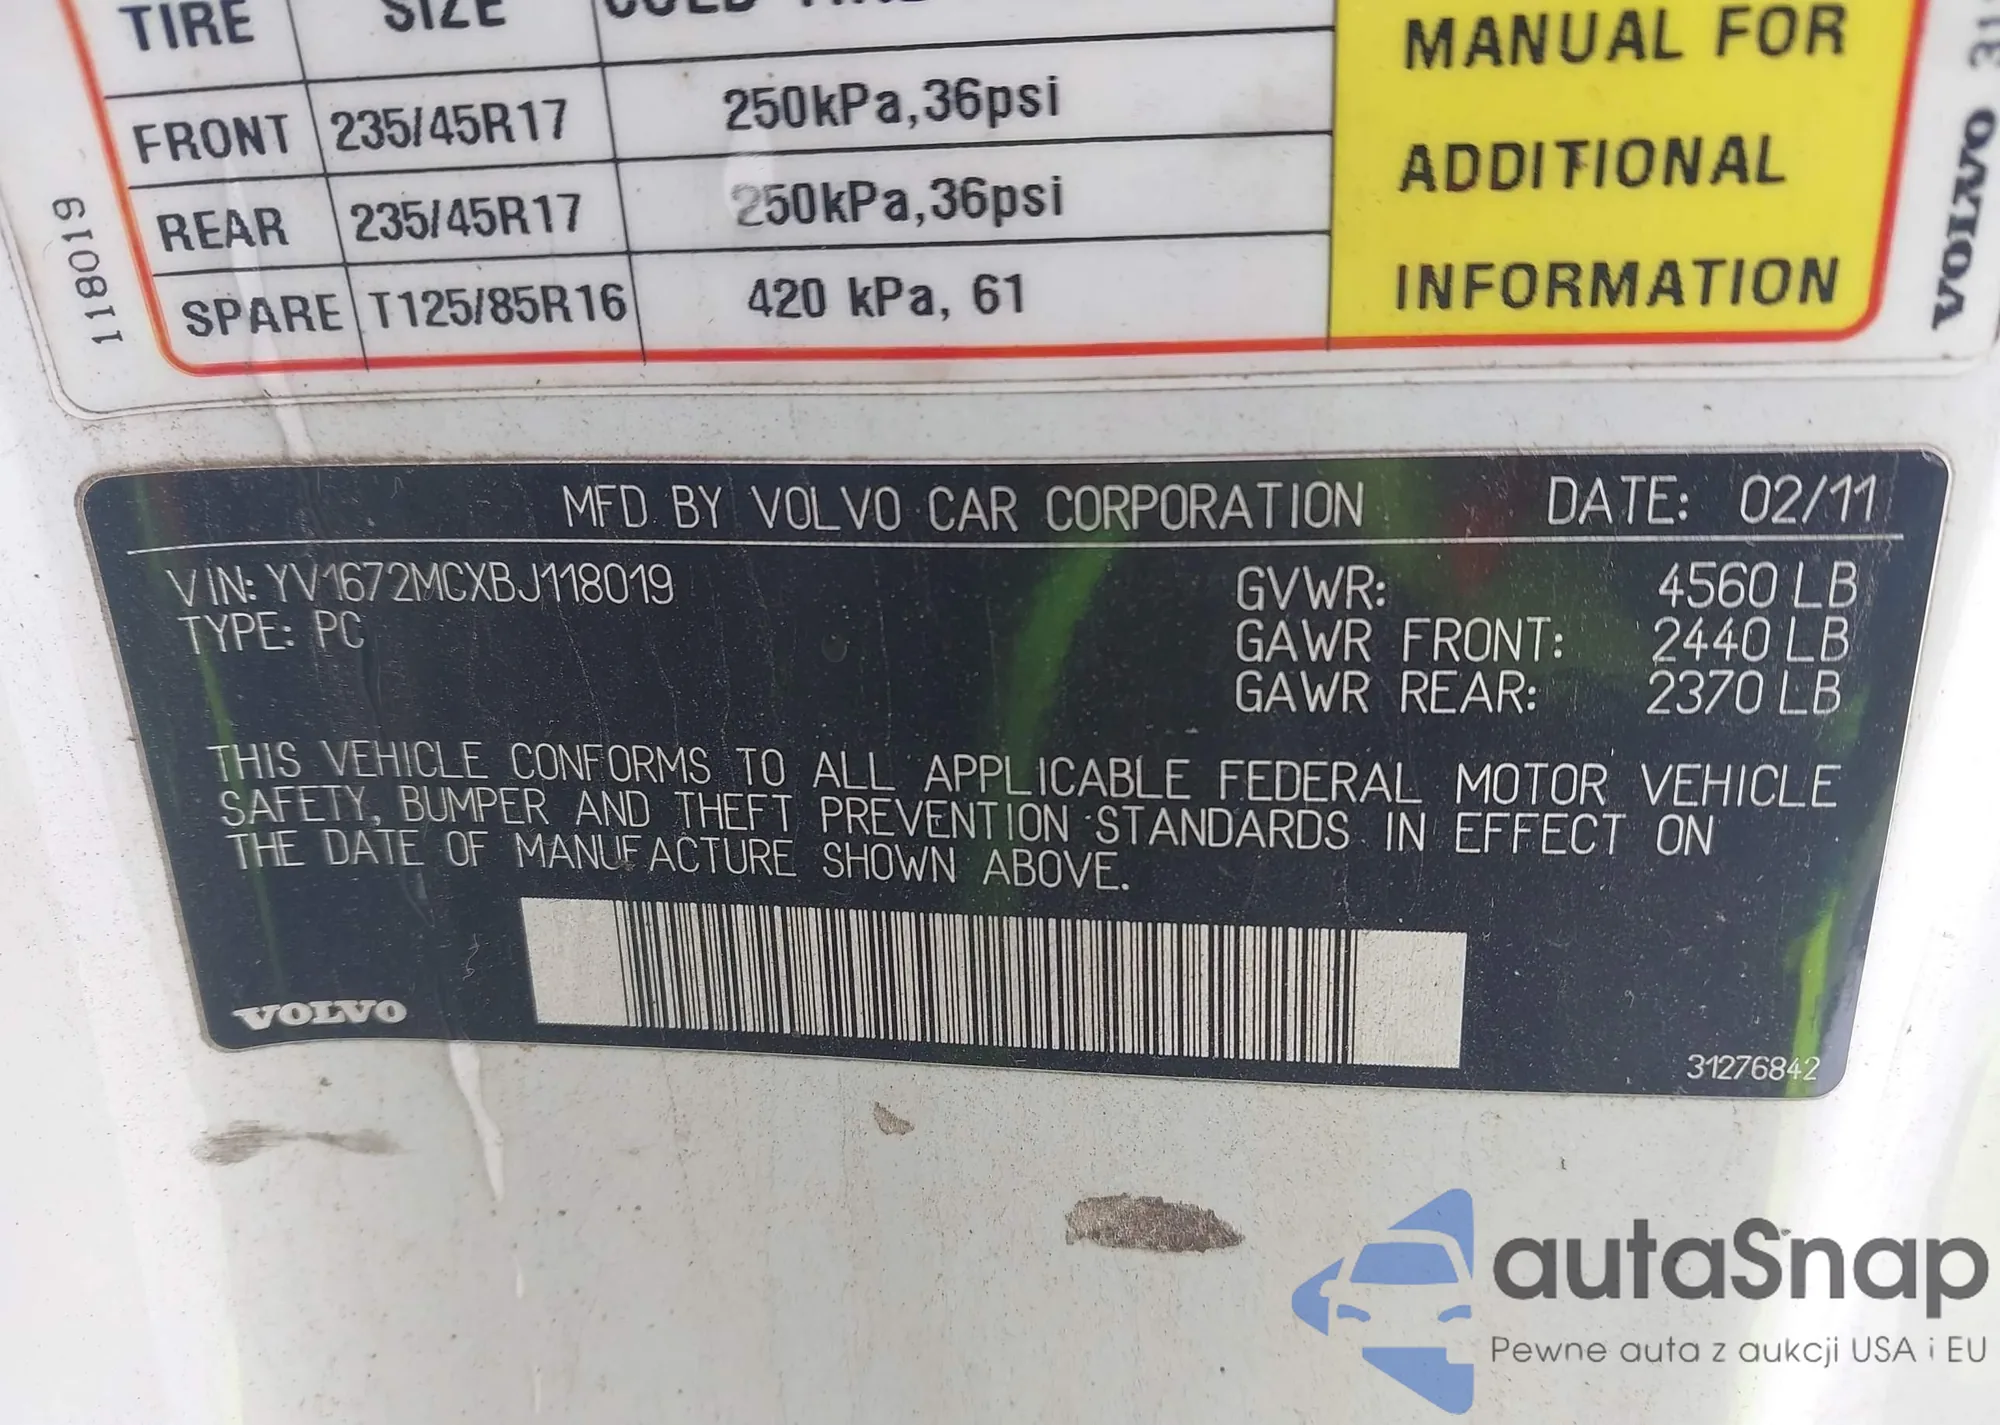 TIRE SIZE COLD TIRE
FRONT 235/45R17 250kPa,36psi
REAR 235/45R17 250kPa,36psi
SPARE T125/85R16 420 kPa, 61
MANUAL FOR
ADDITIONAL
INFORMATION
118019
VOLVO
MFD BY VOLVO CAR CORPORATION DATE: 02/11
VIN: YV1672MCXBJ118019
TYPE: PC
GVWR: 4560 LB
GAWR FRONT: 2440 LB
GAWR REAR: 2370 LB
THIS VEHICLE CONFORMS TO ALL APPLICABLE FEDERAL MOTOR VEHICLE
SAFETY, BUMPER AND THEFT PREVENTION STANDARDS IN EFFECT ON
THE DATE OF MANUFACTURE SHOWN ABOVE.
VOLVO
31276842
autaSnap
Pewne auta z aukcji USA i EU